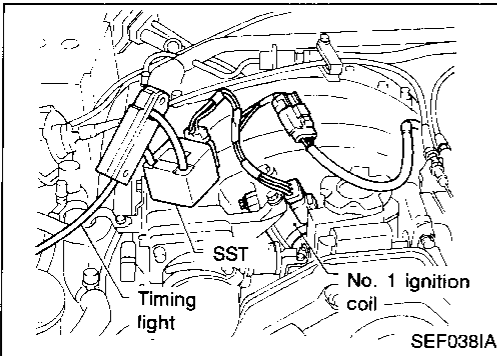 SST
No. 1 ignition
coil
Timing
light
SEF038IA